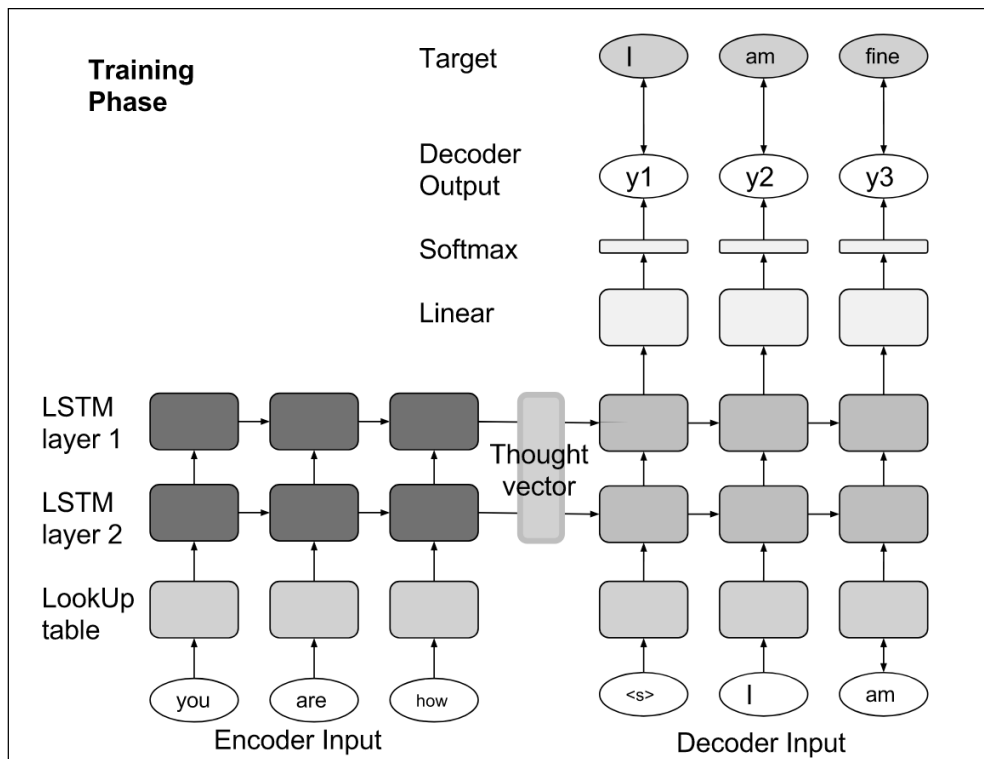 Training
Phase
Target
I
am
fine
Decoder
Output
y1
y2
y3
Softmax
Linear
LSTM
layer 1
Thought
vector
LSTM
layer 2
LookUp
table
you
are
how
<s>
I
am
Encoder Input
Decoder Input